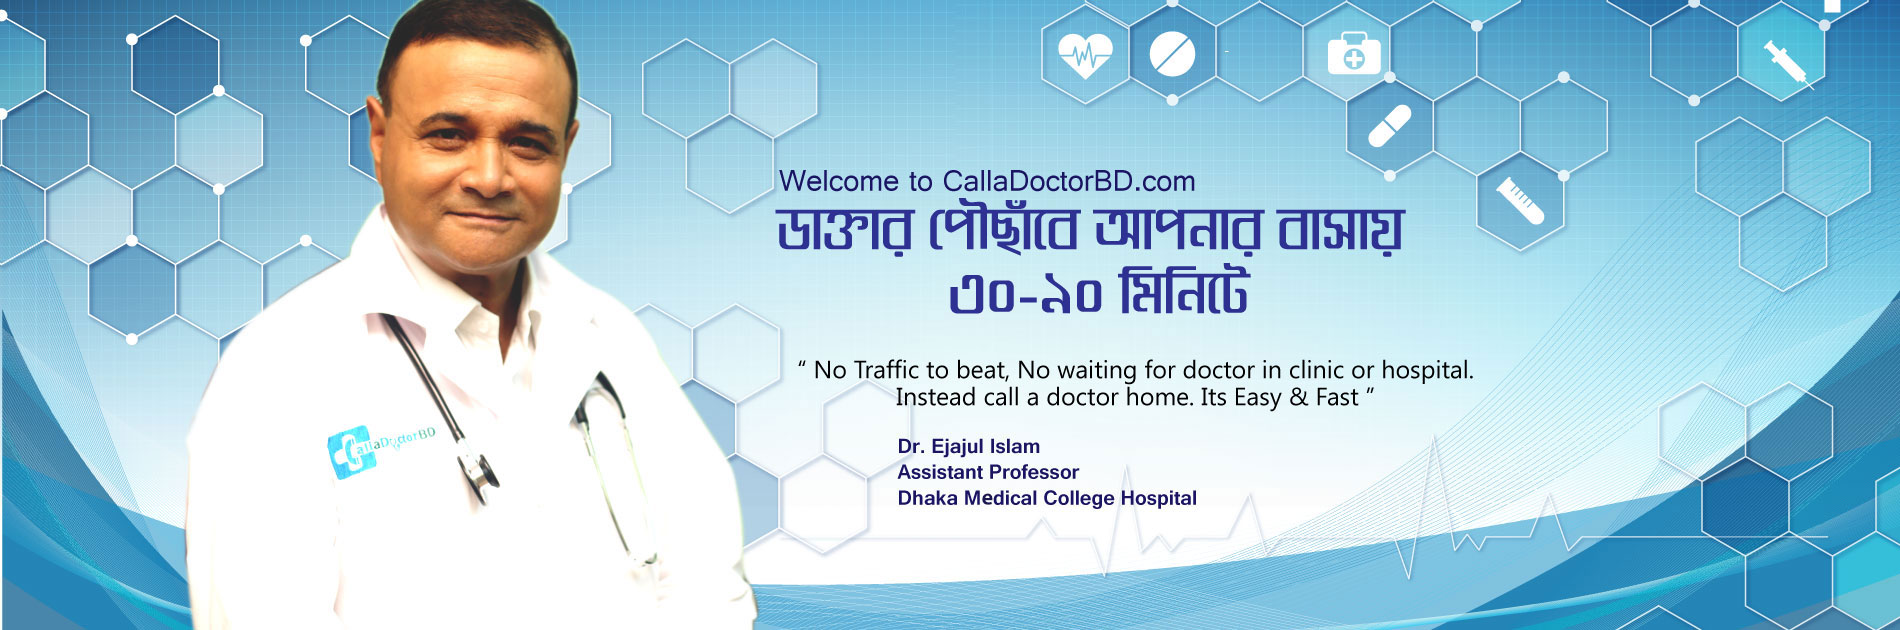 Welcome to CallaDoctorBD.com
ডাক্তার পৌছাঁবে আপনার বাসায়
৩০-৯০ মিনিটে
“ No Traffic to beat, No waiting for doctor in clinic or hospital.
Instead call a doctor home. Its Easy & Fast ”
Dr. Ejajul Islam
Assistant Professor
Dhaka Medical College Hospital
CallaDoctorBD